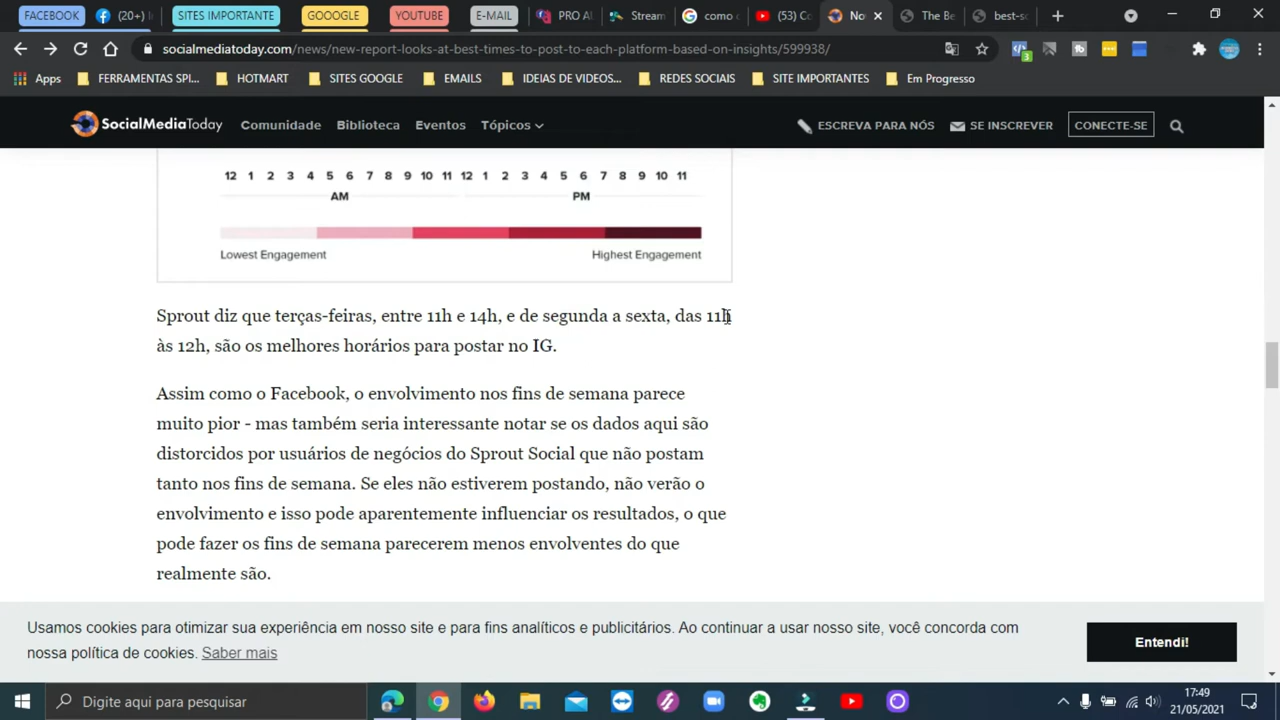 FACEBOOK (20+) SITES IMPORTANTE GOOOGLE YOUTUBE E-MAIL PRO Stream como (53) C No The Be best-s
socialmediatoday.com/news/new-report-looks-at-best-times-to-post-to-each-platform-based-on-insights/599938/ 3
Apps FERRAMENTAS SPI... HOTMART SITES GOOGLE EMAILS IDEIAS DE VIDEOS... REDES SOCIAIS SITE IMPORTANTES Em Progresso
SocialMediaToday Comunidade Biblioteca Eventos Tópicos ESCREVA PARA NÓS SE INSCREVER CONECTE-SE
12 1 2 3 4 5 6 7 8 9 10 11 12 1 2 3 4 5 6 7 8 9 10 11
AM PM
Lowest Engagement Highest Engagement
Sprout diz que terças-feiras, entre 11h e 14h, e de segunda a sexta, das 11h
às 12h, são os melhores horários para postar no IG.
Assim como o Facebook, o envolvimento nos fins de semana parece
muito pior - mas também seria interessante notar se os dados aqui são
distorcidos por usuários de negócios do Sprout Social que não postam
tanto nos fins de semana. Se eles não estiverem postando, não verão o
envolvimento e isso pode aparentemente influenciar os resultados, o que
pode fazer os fins de semana parecerem menos envolventes do que
realmente são.
Usamos cookies para otimizar sua experiência em nosso site e para fins analíticos e publicitários. Ao continuar a usar nosso site, você concorda com
nossa política de cookies. Saber mais
Entendi!
Digite aqui para pesquisar
17:49
21/05/2021